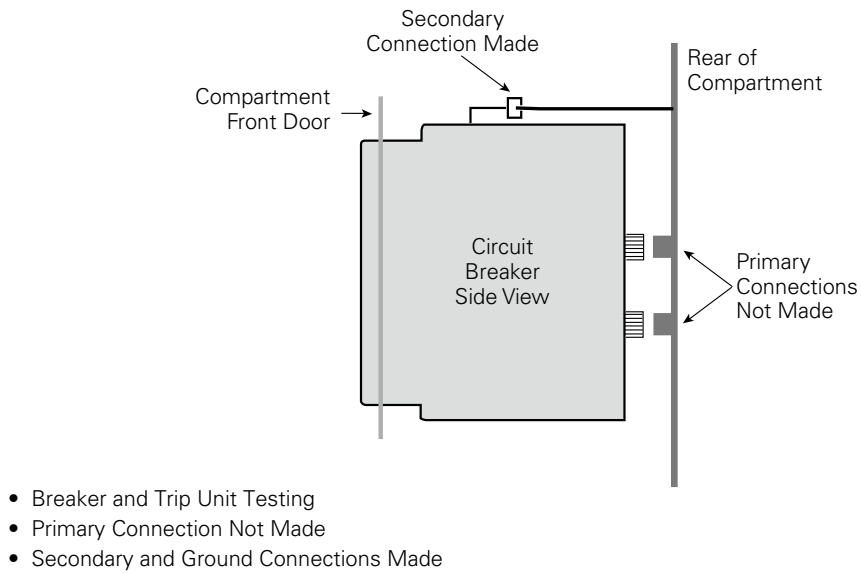 Secondary
Connection Made
Rear of
Compartment
Compartment
Front Door
Circuit
Breaker
Side View
Primary
Connections
Not Made
• Breaker and Trip Unit Testing
• Primary Connection Not Made
• Secondary and Ground Connections Made